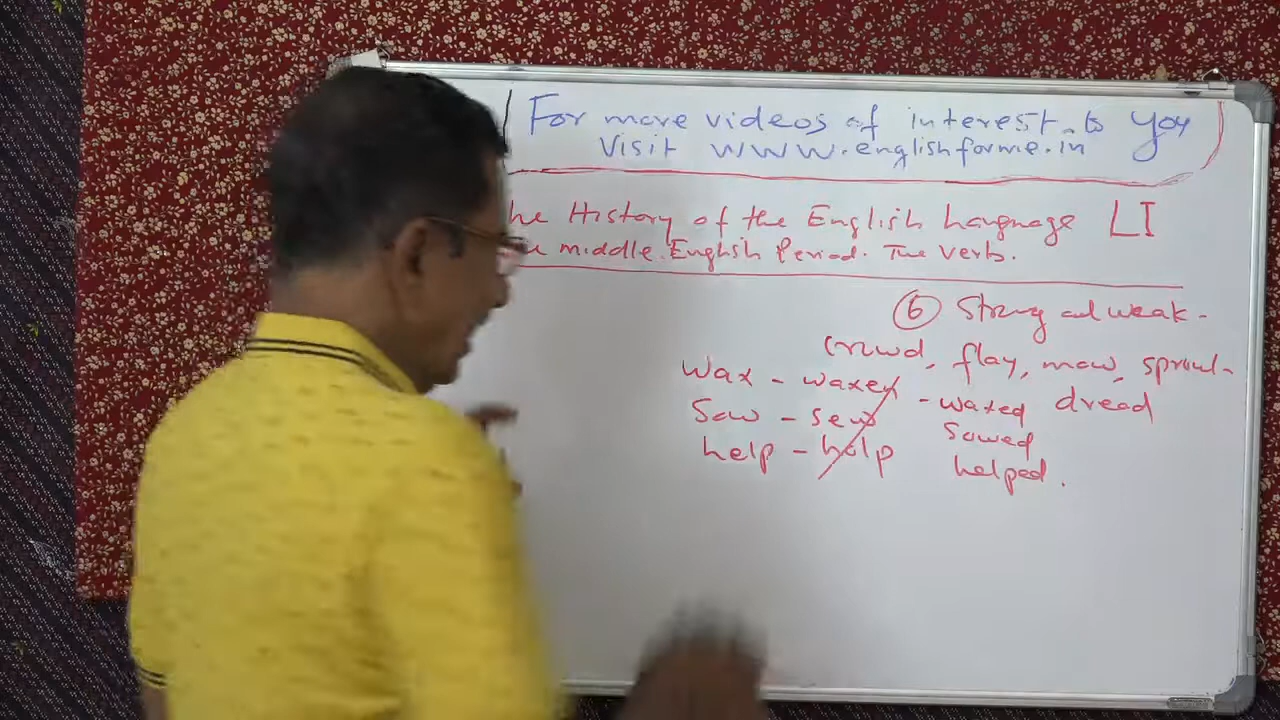 For more videos of interest to you
Visit www.englishforme.in
he History of the English Language LI
middle English Period. The Verb.
6 Strong and weak -
crowd, flay, mow, sprout -
dread
wax - waxen - waxed
Sow - sew Sowed
help - holp helped.